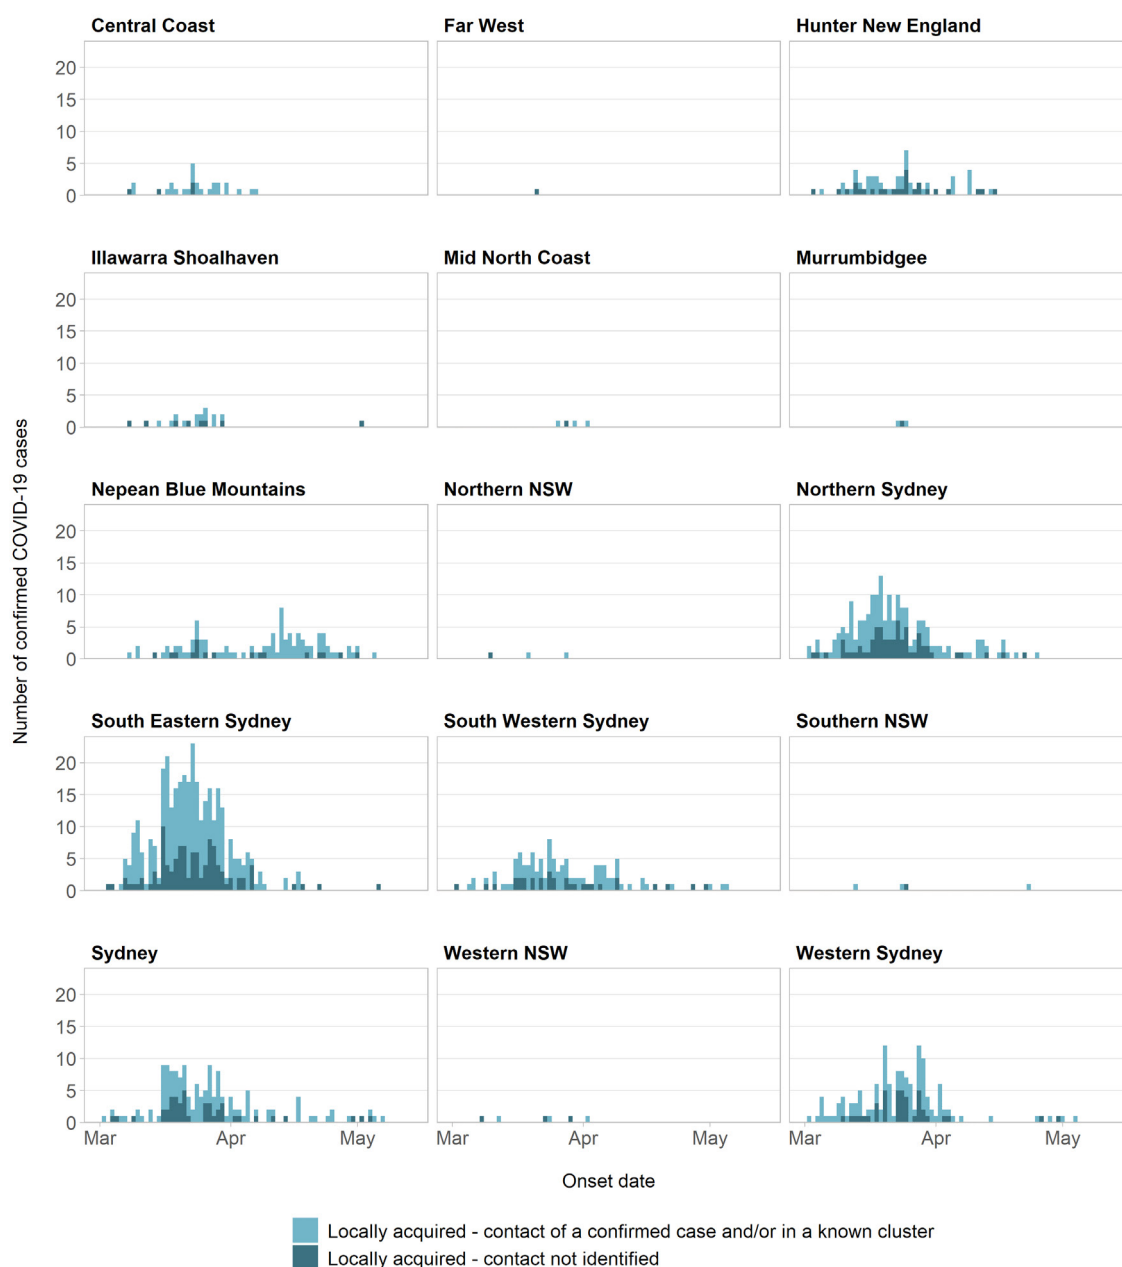 Central Coast
Far West
Hunter New England
20
15
10
5
0
Illawarra Shoalhaven
Mid North Coast
Murrumbidgee
20
15
10
5
0
Number of confirmed COVID-19 cases
Nepean Blue Mountains
Northern NSW
Northern Sydney
20
15
10
5
0
South Eastern Sydney
South Western Sydney
Southern NSW
20
15
10
5
0
Sydney
Western NSW
Western Sydney
20
15
10
5
0
Mar Apr May
Mar Apr May
Mar Apr May
Onset date
Locally acquired - contact of a confirmed case and/or in a known cluster
Locally acquired - contact not identified